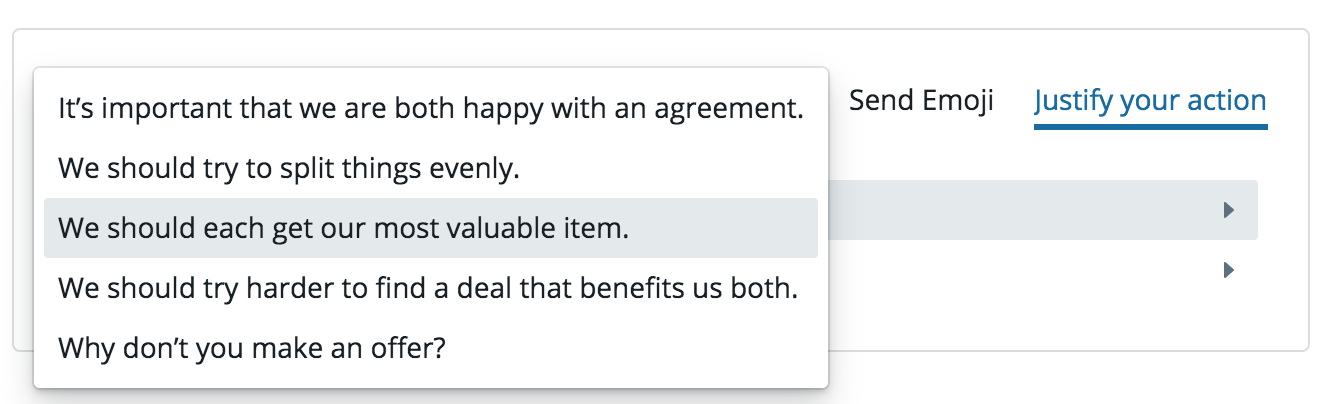 It’s important that we are both happy with an agreement.
We should try to split things evenly.
We should each get our most valuable item.
We should try harder to find a deal that benefits us both.
Why don’t you make an offer?
Send Emoji
Justify your action